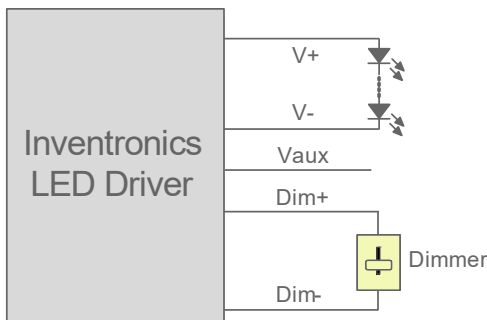 Inventronics
LED Driver
V+
V-
Vaux
Dim+
Dimmer
Dim-